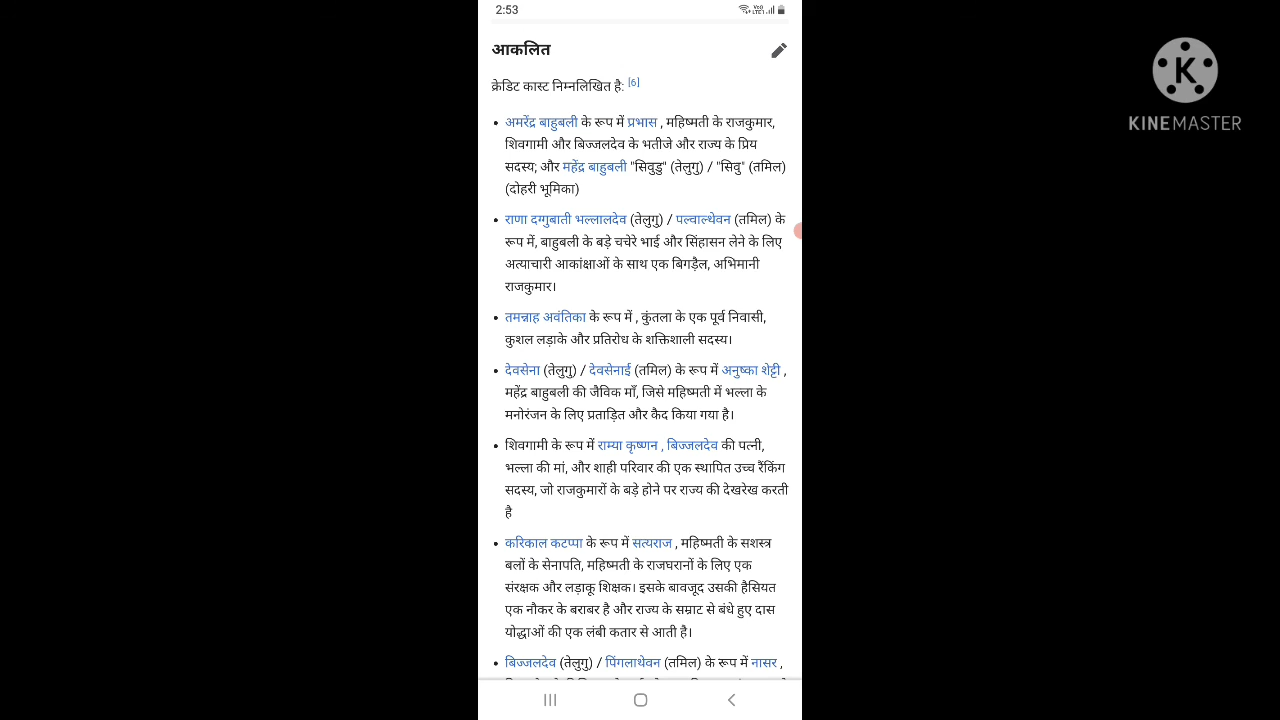 2:53
आकलित
क्रेडिट कास्ट निम्नलिखित है: [6]
• अमरेंद्र बाहुबली के रूप में प्रभास , महिष्मती के राजकुमार,
शिवगामी और बिज्जलदेव के भतीजे और राज्य के प्रिय
सदस्य; और महेंद्र बाहुबली "सिवुडु" (तेलुगु) / "सिवु" (तमिल)
(दोहरी भूमिका)
• राणा दग्गुबाती भल्लालदेव (तेलुगु) / पल्वाल्थेवन (तमिल) के
रूप में, बाहुबली के बड़े चचेरे भाई और सिंहासन लेने के लिए
अत्याचारी आकांक्षाओं के साथ एक बिगड़ैल, अभिमानी
राजकुमार।
• तमन्नाह अवंतिका के रूप में , कुंतला के एक पूर्व निवासी,
कुशल लड़ाके और प्रतिरोध के शक्तिशाली सदस्य।
• देवसेना (तेलुगु) / देवसेनाई (तमिल) के रूप में अनुष्का शेट्टी ,
महेंद्र बाहुबली की जैविक माँ, जिसे महिष्मती में भल्ला के
मनोरंजन के लिए प्रताड़ित और कैद किया गया है।
• शिवगामी के रूप में राम्या कृष्णन , बिज्जलदेव की पत्नी,
भल्ला की मां, और शाही परिवार की एक स्थापित उच्च रैंकिंग
सदस्य, जो राजकुमारों के बड़े होने पर राज्य की देखरेख करती
है
• करिकाल कटप्पा के रूप में सत्यराज , महिष्मती के सशस्त्र
बलों के सेनापति, महिष्मती के राजघरानों के लिए एक
संरक्षक और लड़ाकू शिक्षक। इसके बावजूद उसकी हैसियत
एक नौकर के बराबर है और राज्य के सम्राट से बंधे हुए दास
योद्धाओं की एक लंबी कतार से आती है।
• बिज्जलदेव (तेलुगु) / पिंगलाथेवन (तमिल) के रूप में नासर ,
K
KINEMASTER